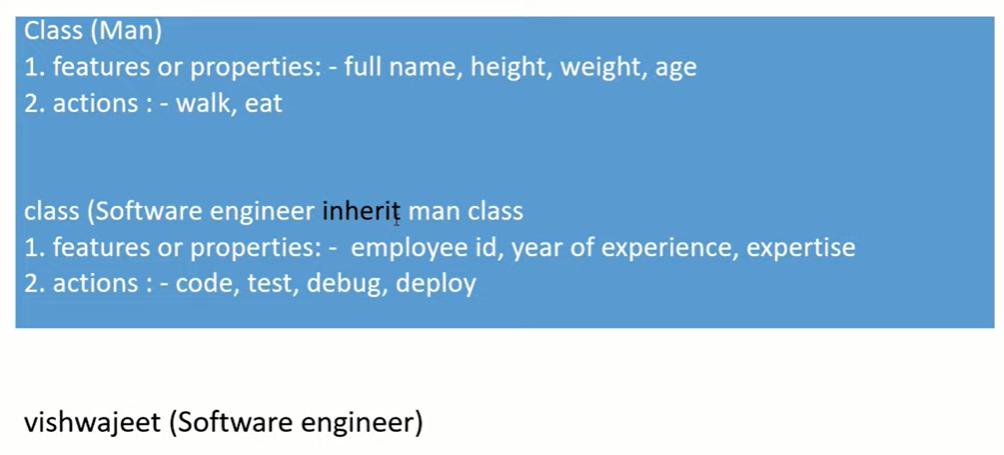 Class (Man)
1. features or properties: - full name, height, weight, age
2. actions : - walk, eat
class (Software engineer inherit man class
1. features or properties: -  employee id, year of experience, expertise
2. actions : - code, test, debug, deploy
vishwajeet (Software engineer)